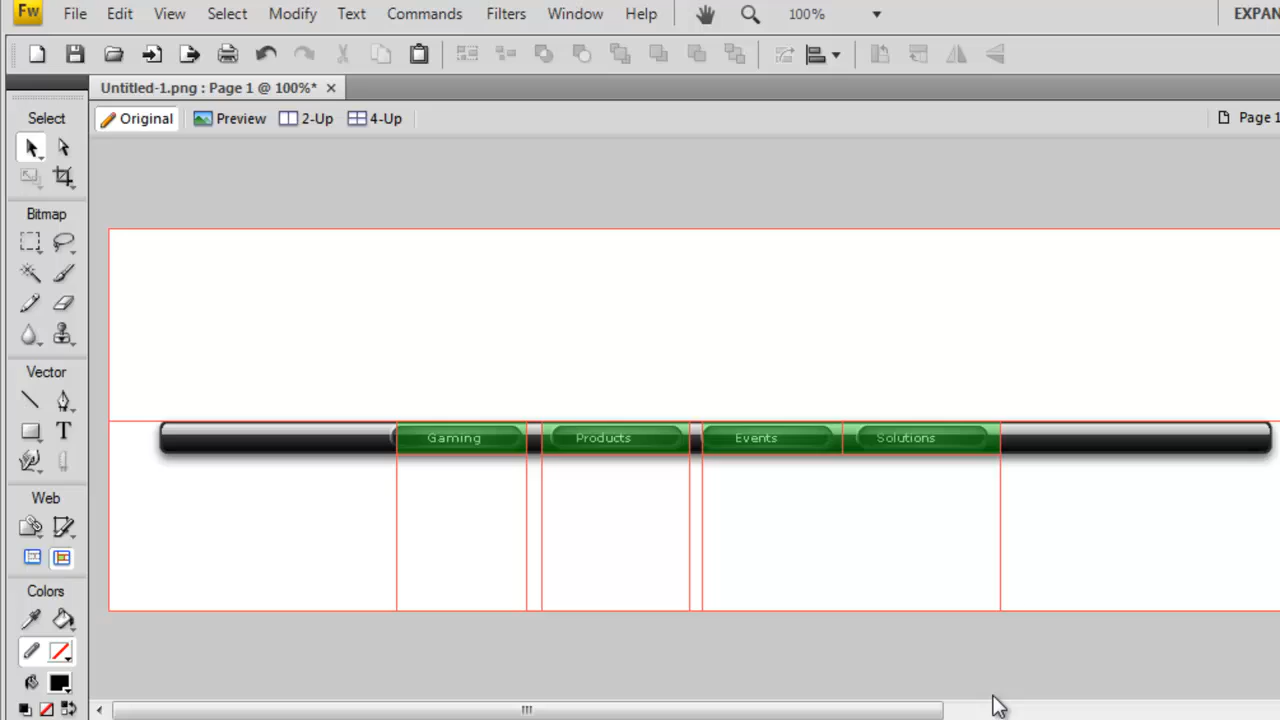 Fw File Edit View Select Modify Text Commands Filters Window Help 100% EXPAN
Untitled-1.png : Page 1 @ 100%* ×
Original Preview 2-Up 4-Up Page 1
Select
Bitmap
Vector
Gaming Products Events Solutions
Web
Colors